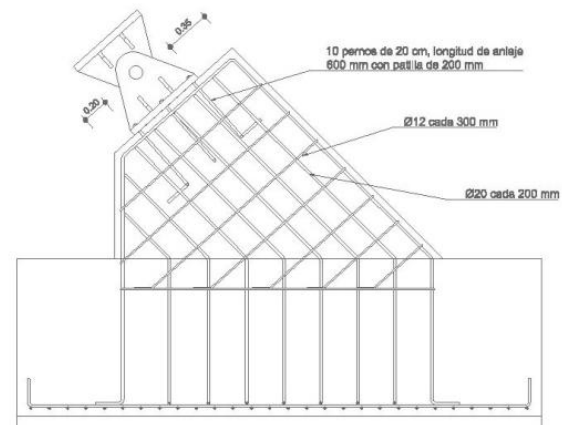 0.35
10 pernos de 20 cm, longitud de anlaje
600 mm con patilla de 200 mm
0.20
Ø12 cada 300 mm
Ø20 cada 200 mm